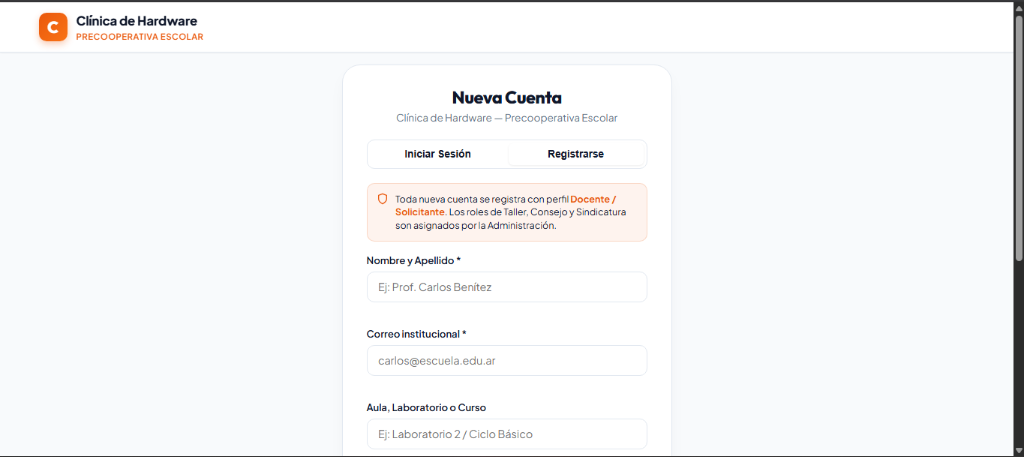 C
Clínica de Hardware
PRECOOPERATIVA ESCOLAR
Nueva Cuenta
Clínica de Hardware — Precooperativa Escolar
Iniciar Sesión
Registrarse
Toda nueva cuenta se registra con perfil Docente /
Solicitante. Los roles de Taller, Consejo y Sindicatura
son asignados por la Administración.
Nombre y Apellido *
Ej: Prof. Carlos Benítez
Correo institucional *
carlos@escuela.edu.ar
Aula, Laboratorio o Curso
Ej: Laboratorio 2 / Ciclo Básico